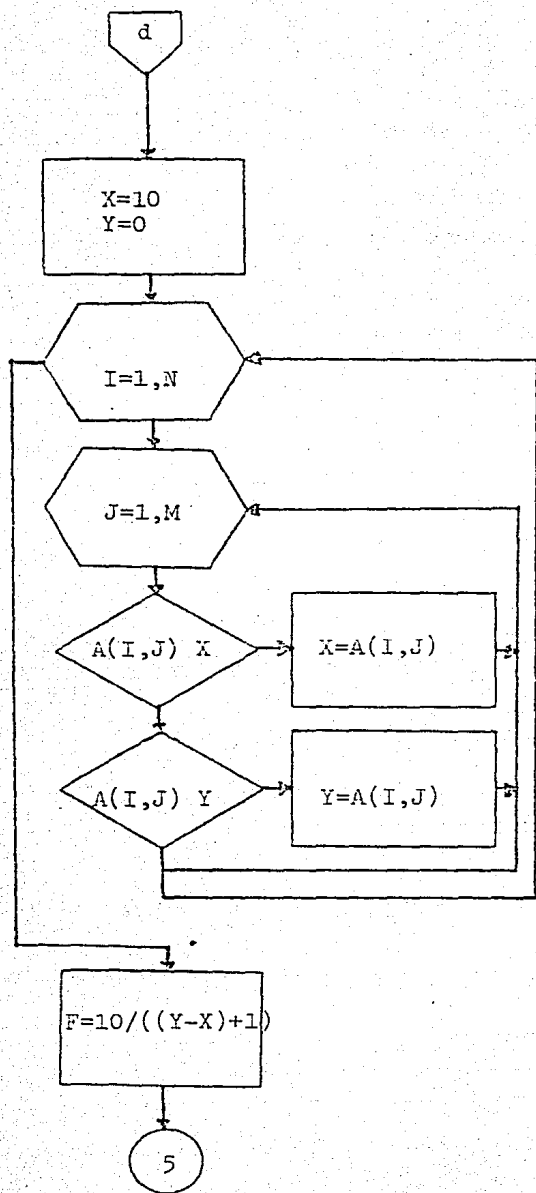 d
X=10
Y=0
I=1,N
J=1,M
A(I,J) X
X=A(I,J)
A(I,J) Y
Y=A(I,J)
F=10/((Y-X)+1)
5